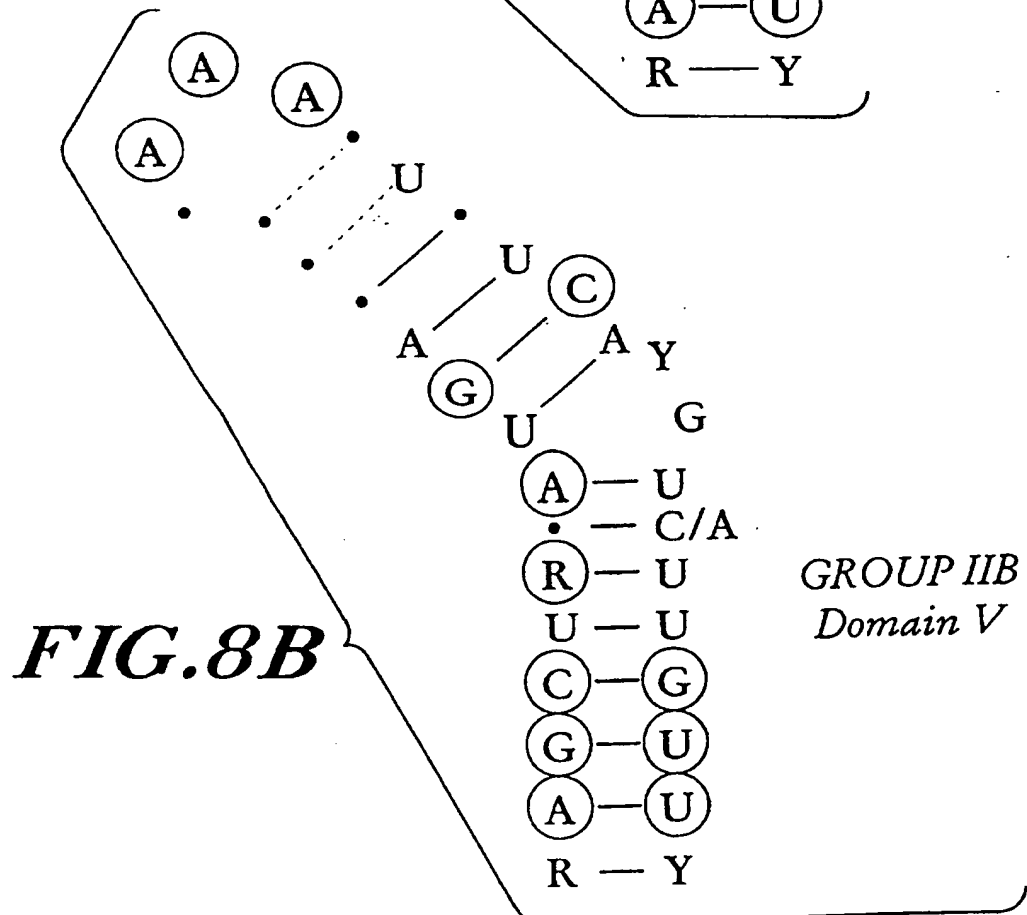 A — U
R — Y
A
A
A
U
U
C
A
A
Y
G
G
U
A — U
• — C/A
R — U
U — U
C — G
G — U
A — U
R — Y
GROUP IIB
Domain V
FIG.8B